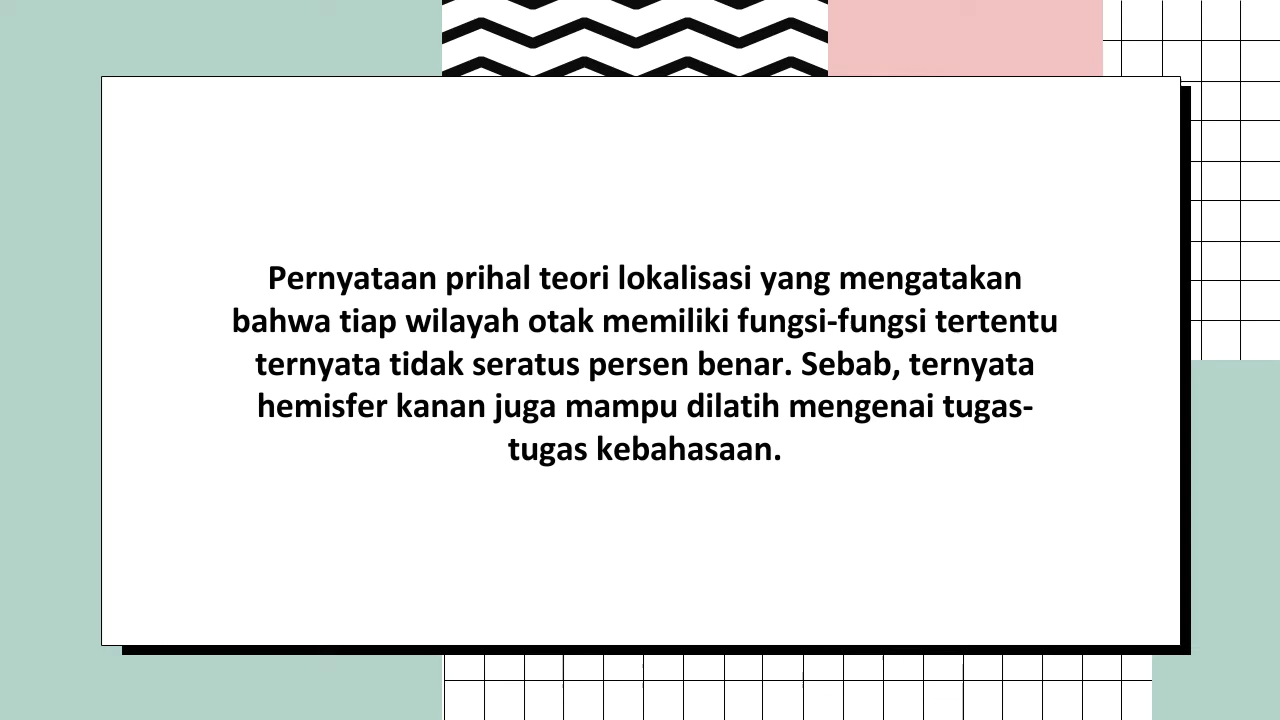 Pernyataan prihal teori lokalisasi yang mengatakan
bahwa tiap wilayah otak memiliki fungsi-fungsi tertentu
ternyata tidak seratus persen benar. Sebab, ternyata
hemisfer kanan juga mampu dilatih mengenai tugas-
tugas kebahasaan.